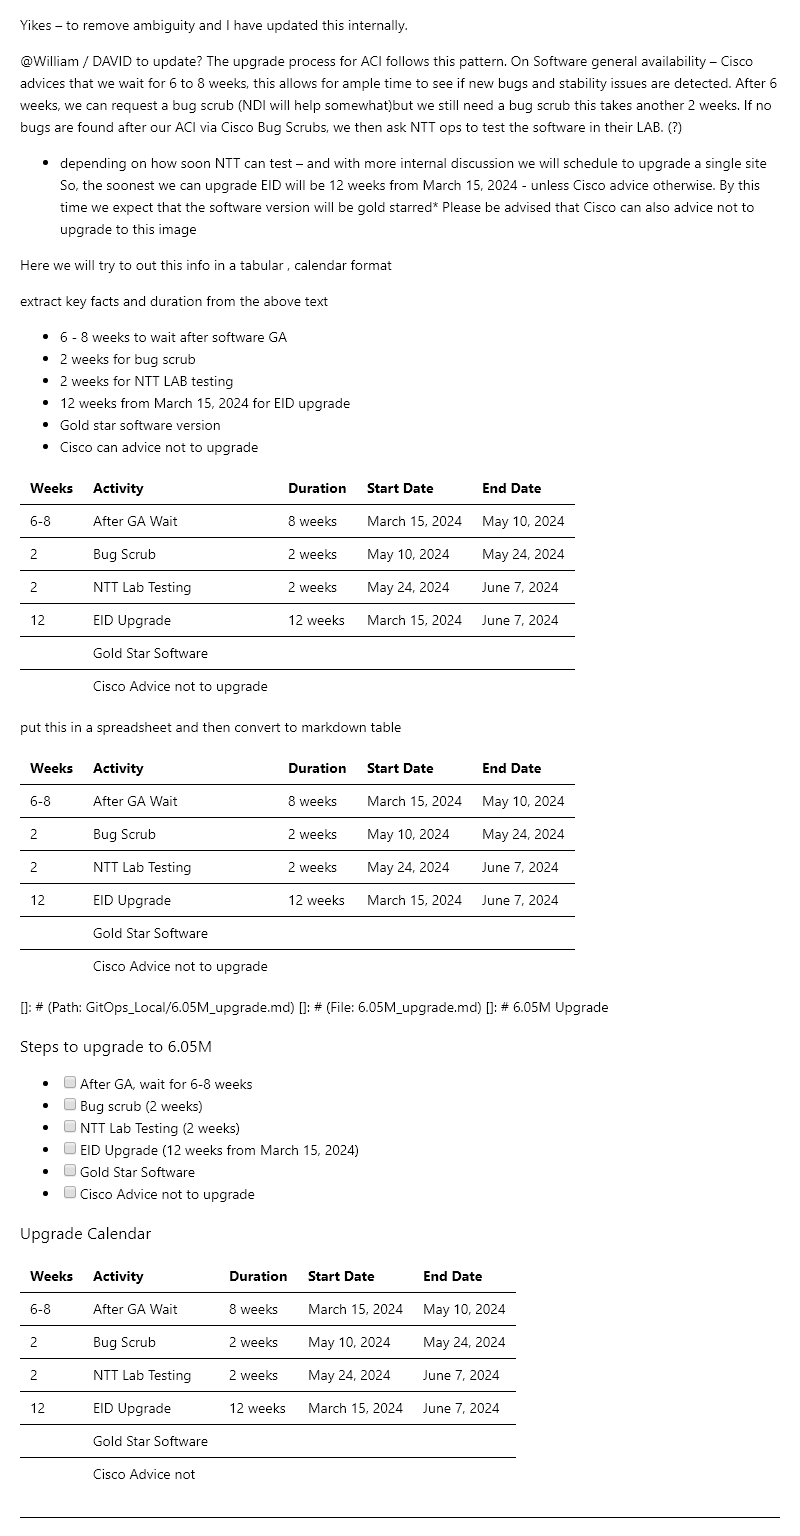 Yikes – to remove ambiguity and I have updated this internally.
@William / DAVID to update? The upgrade process for ACI follows this pattern. On Software general availability – Cisco
advices that we wait for 6 to 8 weeks, this allows for ample time to see if new bugs and stability issues are detected. After 6
weeks, we can request a bug scrub (NDI will help somewhat)but we still need a bug scrub this takes another 2 weeks. If no
bugs are found after our ACI via Cisco Bug Scrubs, we then ask NTT ops to test the software in their LAB. (?)
• depending on how soon NTT can test – and with more internal discussion we will schedule to upgrade a single site
So, the soonest we can upgrade EID will be 12 weeks from March 15, 2024 - unless Cisco advice otherwise. By this
time we expect that the software version will be gold starred* Please be advised that Cisco can also advice not to
upgrade to this image
Here we will try to out this info in a tabular , calendar format
extract key facts and duration from the above text
• 6 - 8 weeks to wait after software GA
• 2 weeks for bug scrub
• 2 weeks for NTT LAB testing
• 12 weeks from March 15, 2024 for EID upgrade
• Gold star software version
• Cisco can advice not to upgrade
Weeks Activity Duration Start Date End Date
6-8 After GA Wait 8 weeks March 15, 2024 May 10, 2024
2 Bug Scrub 2 weeks May 10, 2024 May 24, 2024
2 NTT Lab Testing 2 weeks May 24, 2024 June 7, 2024
12 EID Upgrade 12 weeks March 15, 2024 June 7, 2024
Gold Star Software
Cisco Advice not to upgrade
put this in a spreadsheet and then convert to markdown table
Weeks Activity Duration Start Date End Date
6-8 After GA Wait 8 weeks March 15, 2024 May 10, 2024
2 Bug Scrub 2 weeks May 10, 2024 May 24, 2024
2 NTT Lab Testing 2 weeks May 24, 2024 June 7, 2024
12 EID Upgrade 12 weeks March 15, 2024 June 7, 2024
Gold Star Software
Cisco Advice not to upgrade
[]: # (Path: GitOps_Local/6.05M_upgrade.md) []: # (File: 6.05M_upgrade.md) []: # 6.05M Upgrade
Steps to upgrade to 6.05M
• After GA, wait for 6-8 weeks
• Bug scrub (2 weeks)
• NTT Lab Testing (2 weeks)
• EID Upgrade (12 weeks from March 15, 2024)
• Gold Star Software
• Cisco Advice not to upgrade
Upgrade Calendar
Weeks Activity Duration Start Date End Date
6-8 After GA Wait 8 weeks March 15, 2024 May 10, 2024
2 Bug Scrub 2 weeks May 10, 2024 May 24, 2024
2 NTT Lab Testing 2 weeks May 24, 2024 June 7, 2024
12 EID Upgrade 12 weeks March 15, 2024 June 7, 2024
Gold Star Software
Cisco Advice not